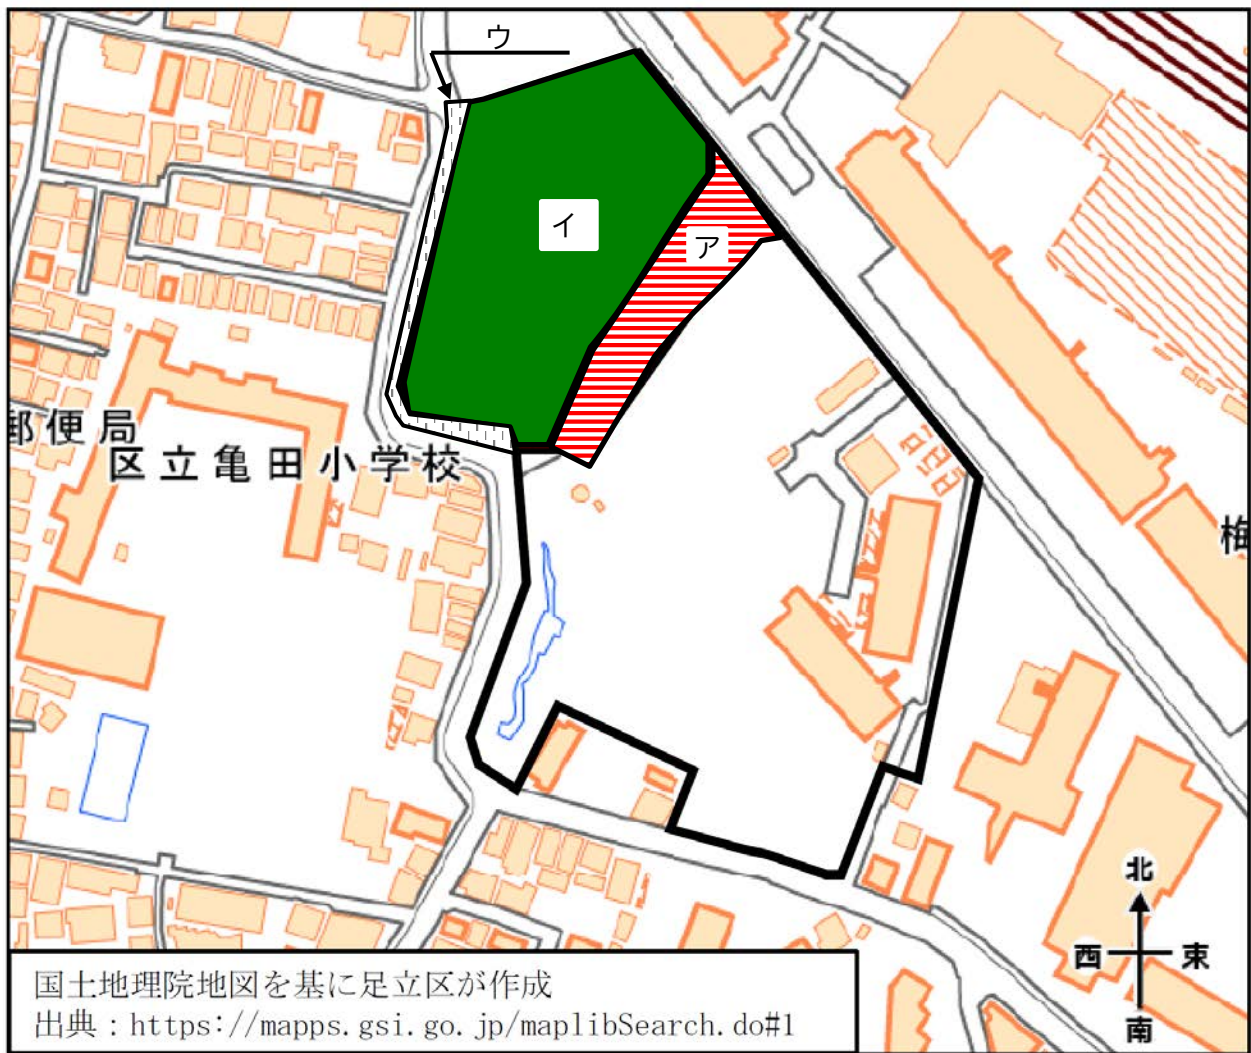 ウ
イ
ア
郵便局
区立亀田小学校
梅
北
西 東
南
国土地理院地図を基に足立区が作成
出典：https://mapps.gsi.go.jp/maplibSearch.do#1